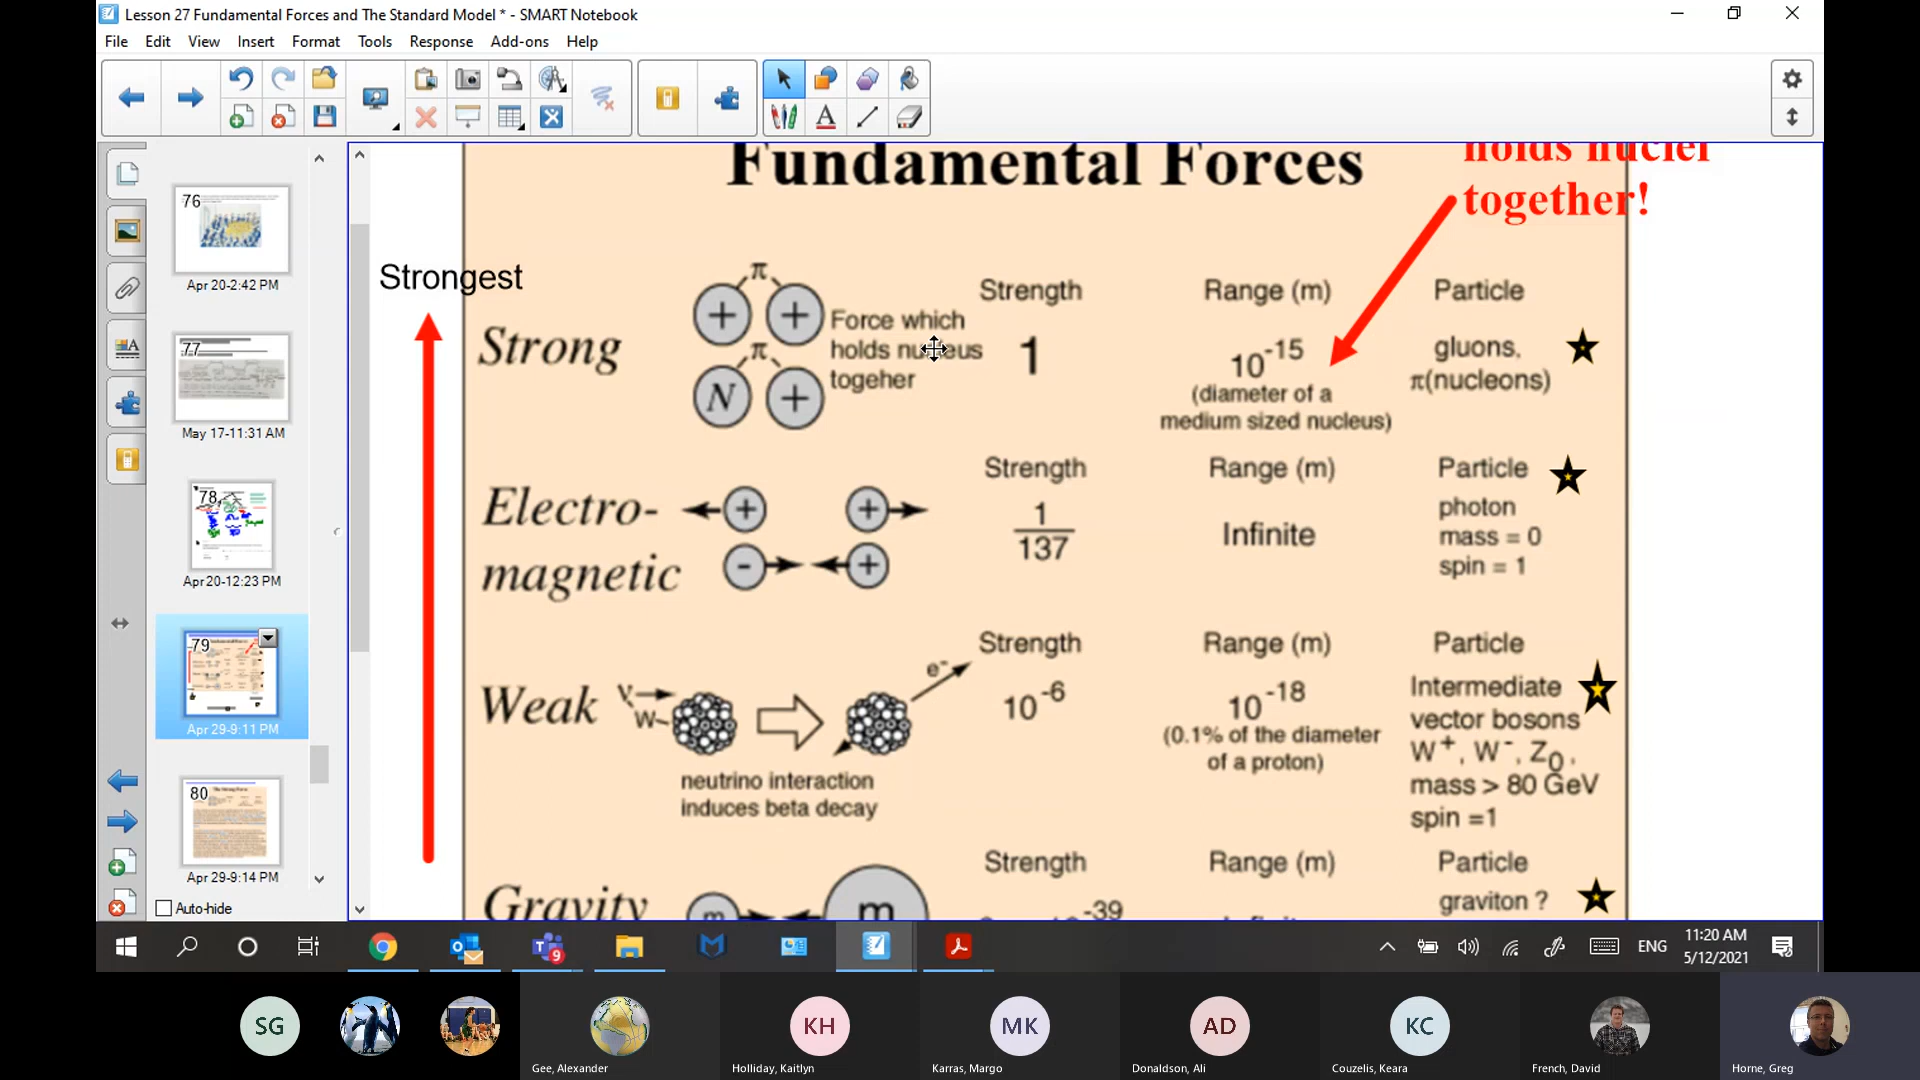 Lesson 27 Fundamental Forces and The Standard Model * - SMART Notebook
File Edit View Insert Format Tools Response Add-ons Help
76
Apr 20-2:42 PM
77
May 17-11:31 AM
78
Apr 20-12:23 PM
79
Apr 29-9:11 PM
80
Apr 29-9:14 PM
Auto-hide
Fundamental Forces
holds nuclei
together!
Strongest
Strong
π
+ +
π
N +
Force which
holds nucleus
togeher
Strength
1
Range (m)
10-15
(diameter of a
medium sized nucleus)
Particle
gluons,
π(nucleons)
Electro-
magnetic
+ +
- +
Strength
1
137
Range (m)
Infinite
Particle
photon
mass = 0
spin = 1
Weak
ν
W
e-
neutrino interaction
induces beta decay
Strength
10-6
Range (m)
10-18
(0.1% of the diameter
of a proton)
Particle
Intermediate
vector bosons
W+, W-, Z0,
mass > 80 GeV
spin =1
Gravity
m m
Strength
-39
Range (m)
Particle
graviton ?
9
ENG
11:20 AM
5/12/2021
SG KH MK AD KC
Gee, Alexander Holliday, Kaitlyn Karras, Margo Donaldson, Ali Couzelis, Keara French, David Horne, Greg